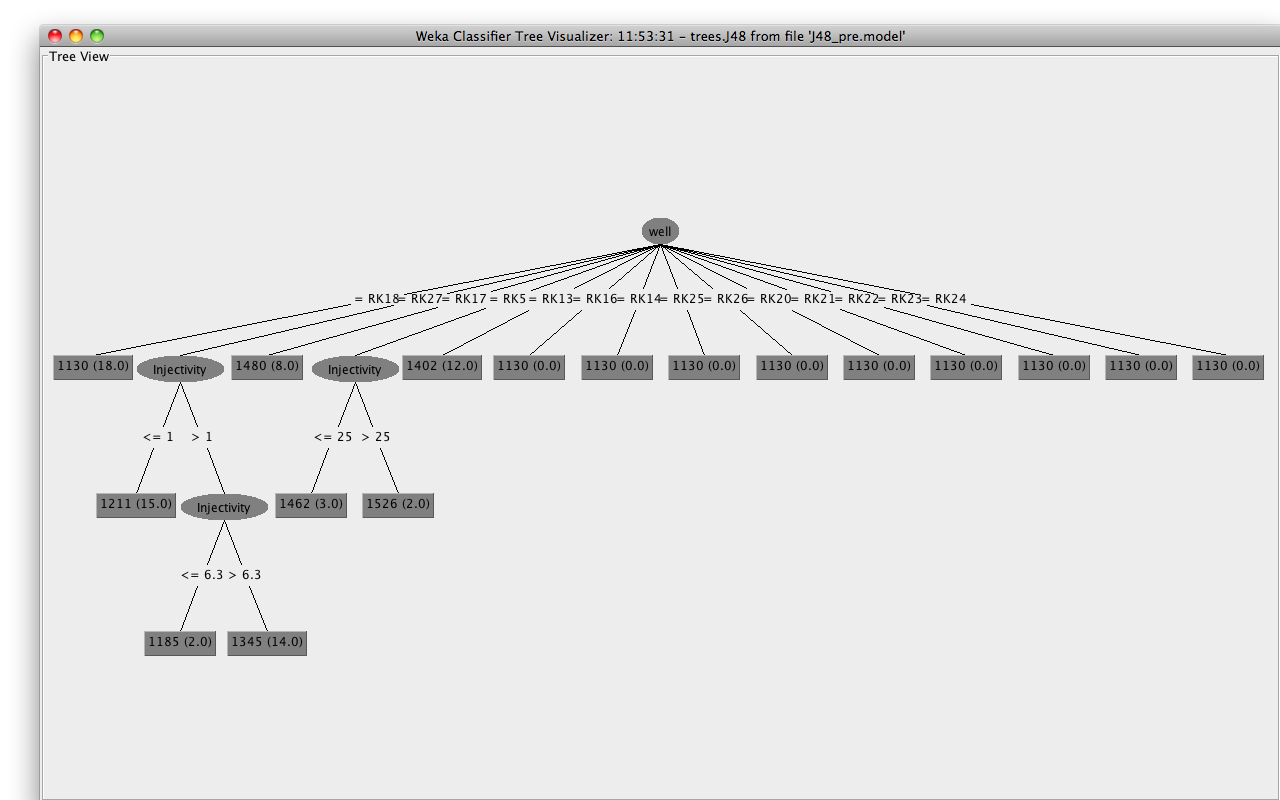 Weka Classifier Tree Visualizer: 11:53:31 – trees.J48 from file 'J48_pre.model'
Tree View
well
= RK18 = RK27 = RK17 = RK5 = RK13 = RK16 = RK14 = RK25 = RK26 = RK20 = RK21 = RK22 = RK23 = RK24
1130 (18.0) Injectivity 1480 (8.0) Injectivity 1402 (12.0) 1130 (0.0) 1130 (0.0) 1130 (0.0) 1130 (0.0) 1130 (0.0) 1130 (0.0) 1130 (0.0) 1130 (0.0) 1130 (0.0)
<= 1 > 1 <= 25 > 25
1211 (15.0) Injectivity 1462 (3.0) 1526 (2.0)
<= 6.3 > 6.3
1185 (2.0) 1345 (14.0)